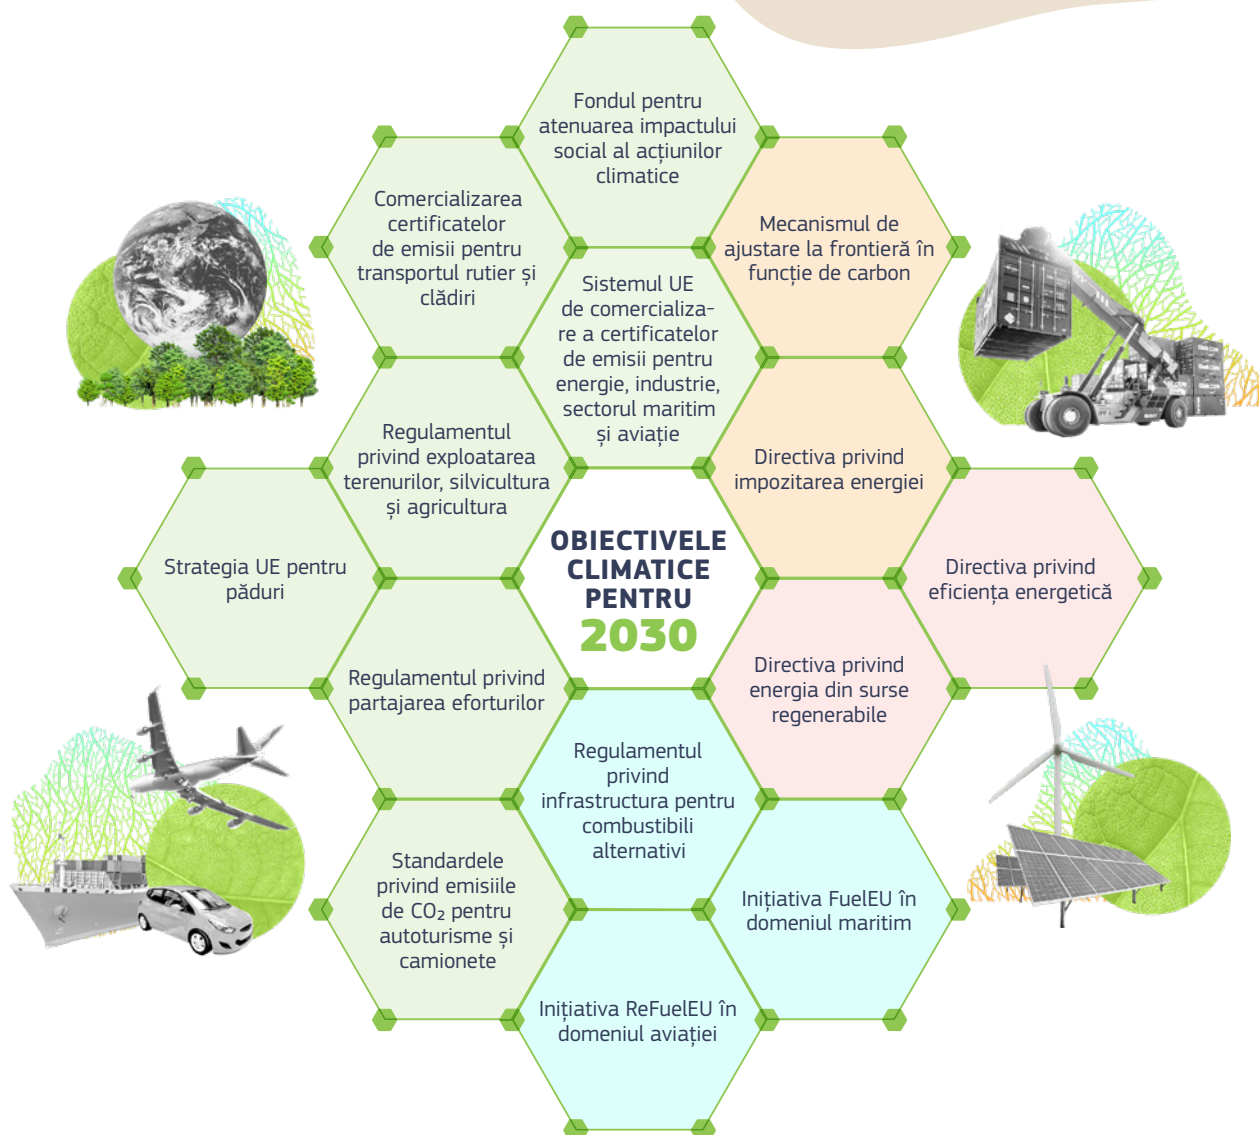 Fondul pentru
atenuarea impactului
social al acțiunilor
climatice
Comercializarea
certificatelor
de emisii pentru
transportul rutier și
clădiri
Mecanismul de
ajustare la frontieră în
funcție de carbon
Sistemul UE
de comercializa-
re a certificatelor
de emisii pentru
energie, industrie,
sectorul maritim
și aviație
Regulamentul
privind exploatarea
terenurilor, silvicultura
și agricultura
Directiva privind
impozitarea energiei
Strategia UE pentru
păduri
OBIECTIVELE
CLIMATICE
PENTRU
2030
Directiva privind
eficiența energetică
Regulamentul privind
partajarea eforturilor
Directiva privind
energia din surse
regenerabile
Regulamentul
privind
infrastructura pentru
combustibili
alternativi
Standardele
privind emisiile
de CO₂ pentru
autoturisme și
camionete
Inițiativa FuelEU în
domeniul maritim
Inițiativa ReFuelEU în
domeniul aviației